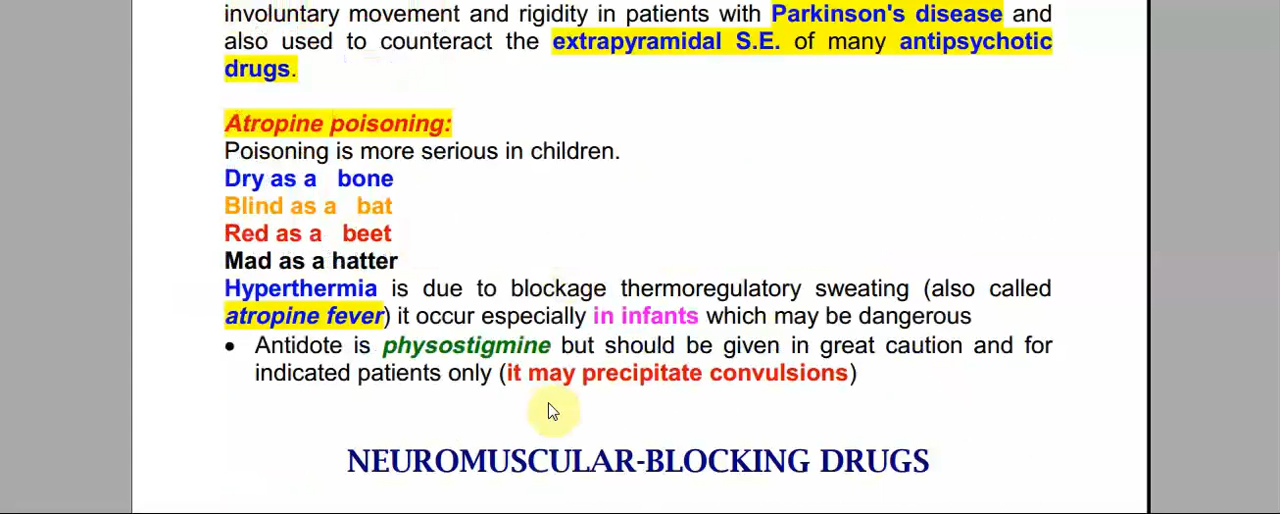 involuntary movement and rigidity in patients with Parkinson's disease and
also used to counteract the extrapyramidal S.E. of many antipsychotic
drugs.
Atropine poisoning:
Poisoning is more serious in children.
Dry as a bone
Blind as a bat
Red as a beet
Mad as a hatter
Hyperthermia is due to blockage thermoregulatory sweating (also called
atropine fever) it occur especially in infants which may be dangerous
• Antidote is physostigmine but should be given in great caution and for
indicated patients only (it may precipitate convulsions)
NEUROMUSCULAR-BLOCKING DRUGS